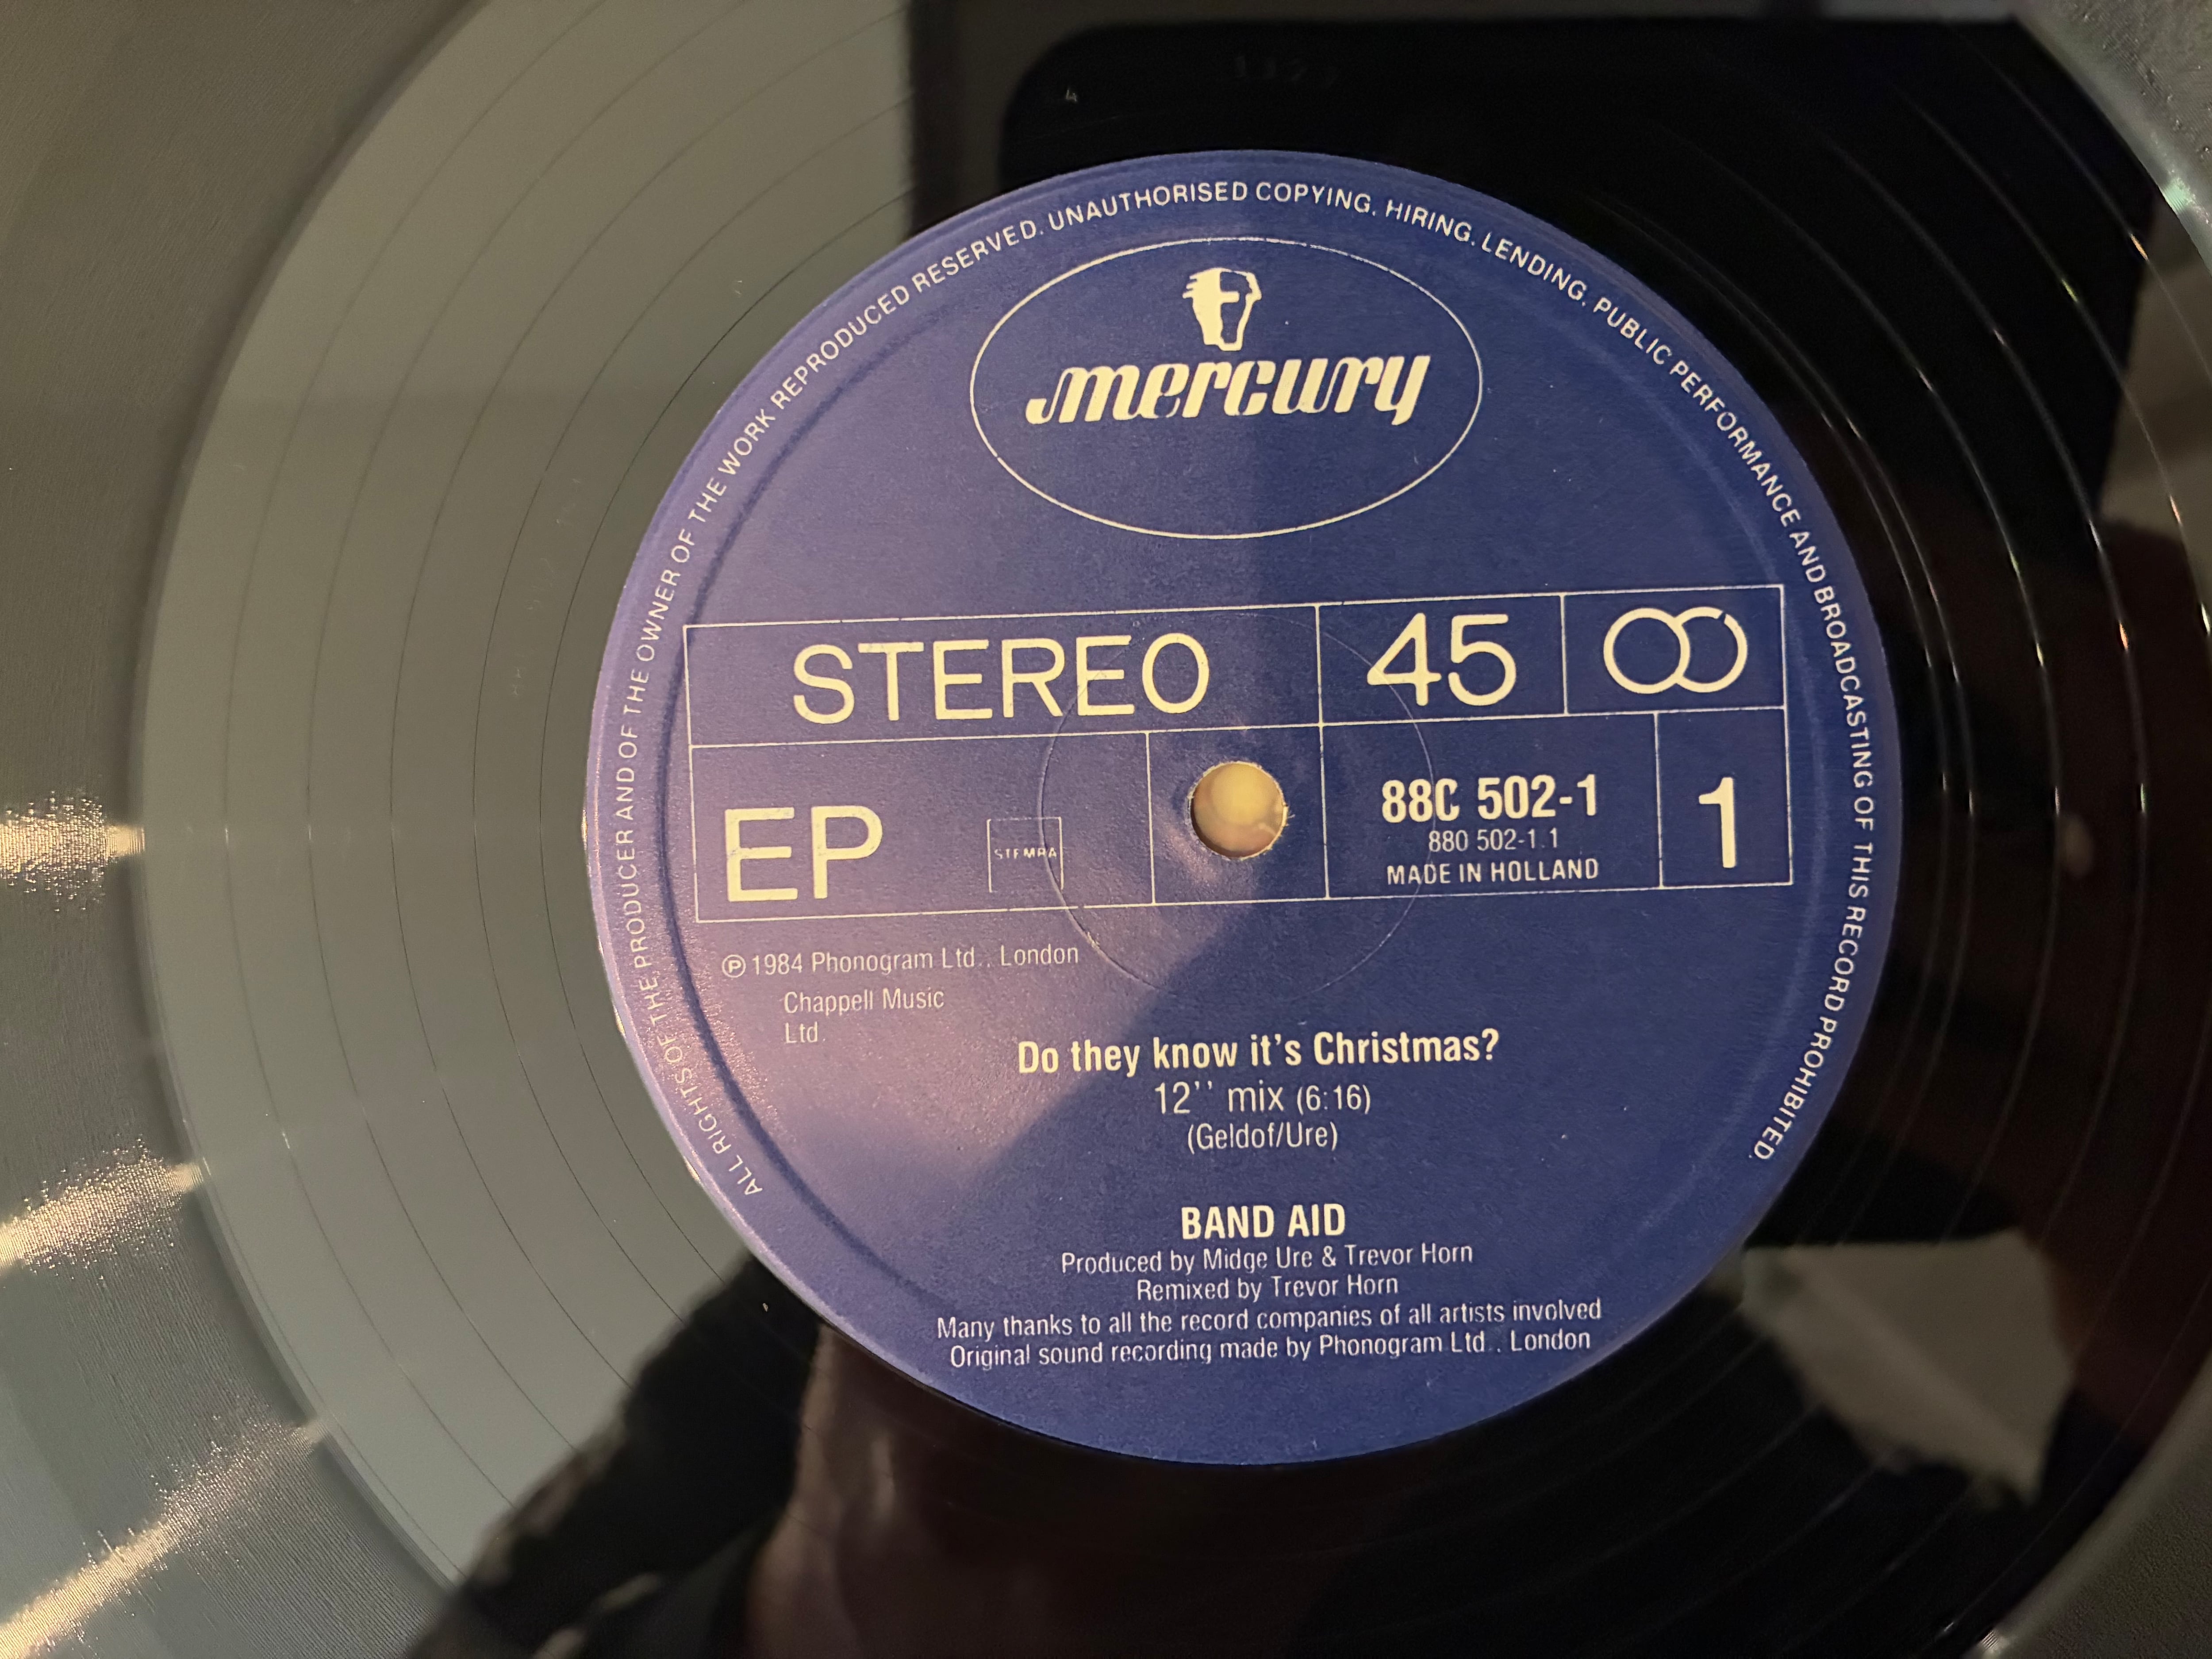 ALL RIGHTS OF THE PRODUCER AND OF THE OWNER OF THE WORK REPRODUCED RESERVED. UNAUTHORISED COPYING, HIRING, LENDING, PUBLIC PERFORMANCE AND BROADCASTING OF THIS RECORD PROHIBITED.
mercury
STEREO 45
EP STEMRA 88C 502-1 1
880 502-1.1
MADE IN HOLLAND
℗ 1984 Phonogram Ltd., London
Chappell Music
Ltd.
Do they know it's Christmas?
12'' mix (6:16)
(Geldof/Ure)
BAND AID
Produced by Midge Ure & Trevor Horn
Remixed by Trevor Horn
Many thanks to all the record companies of all artists involved
Original sound recording made by Phonogram Ltd., London